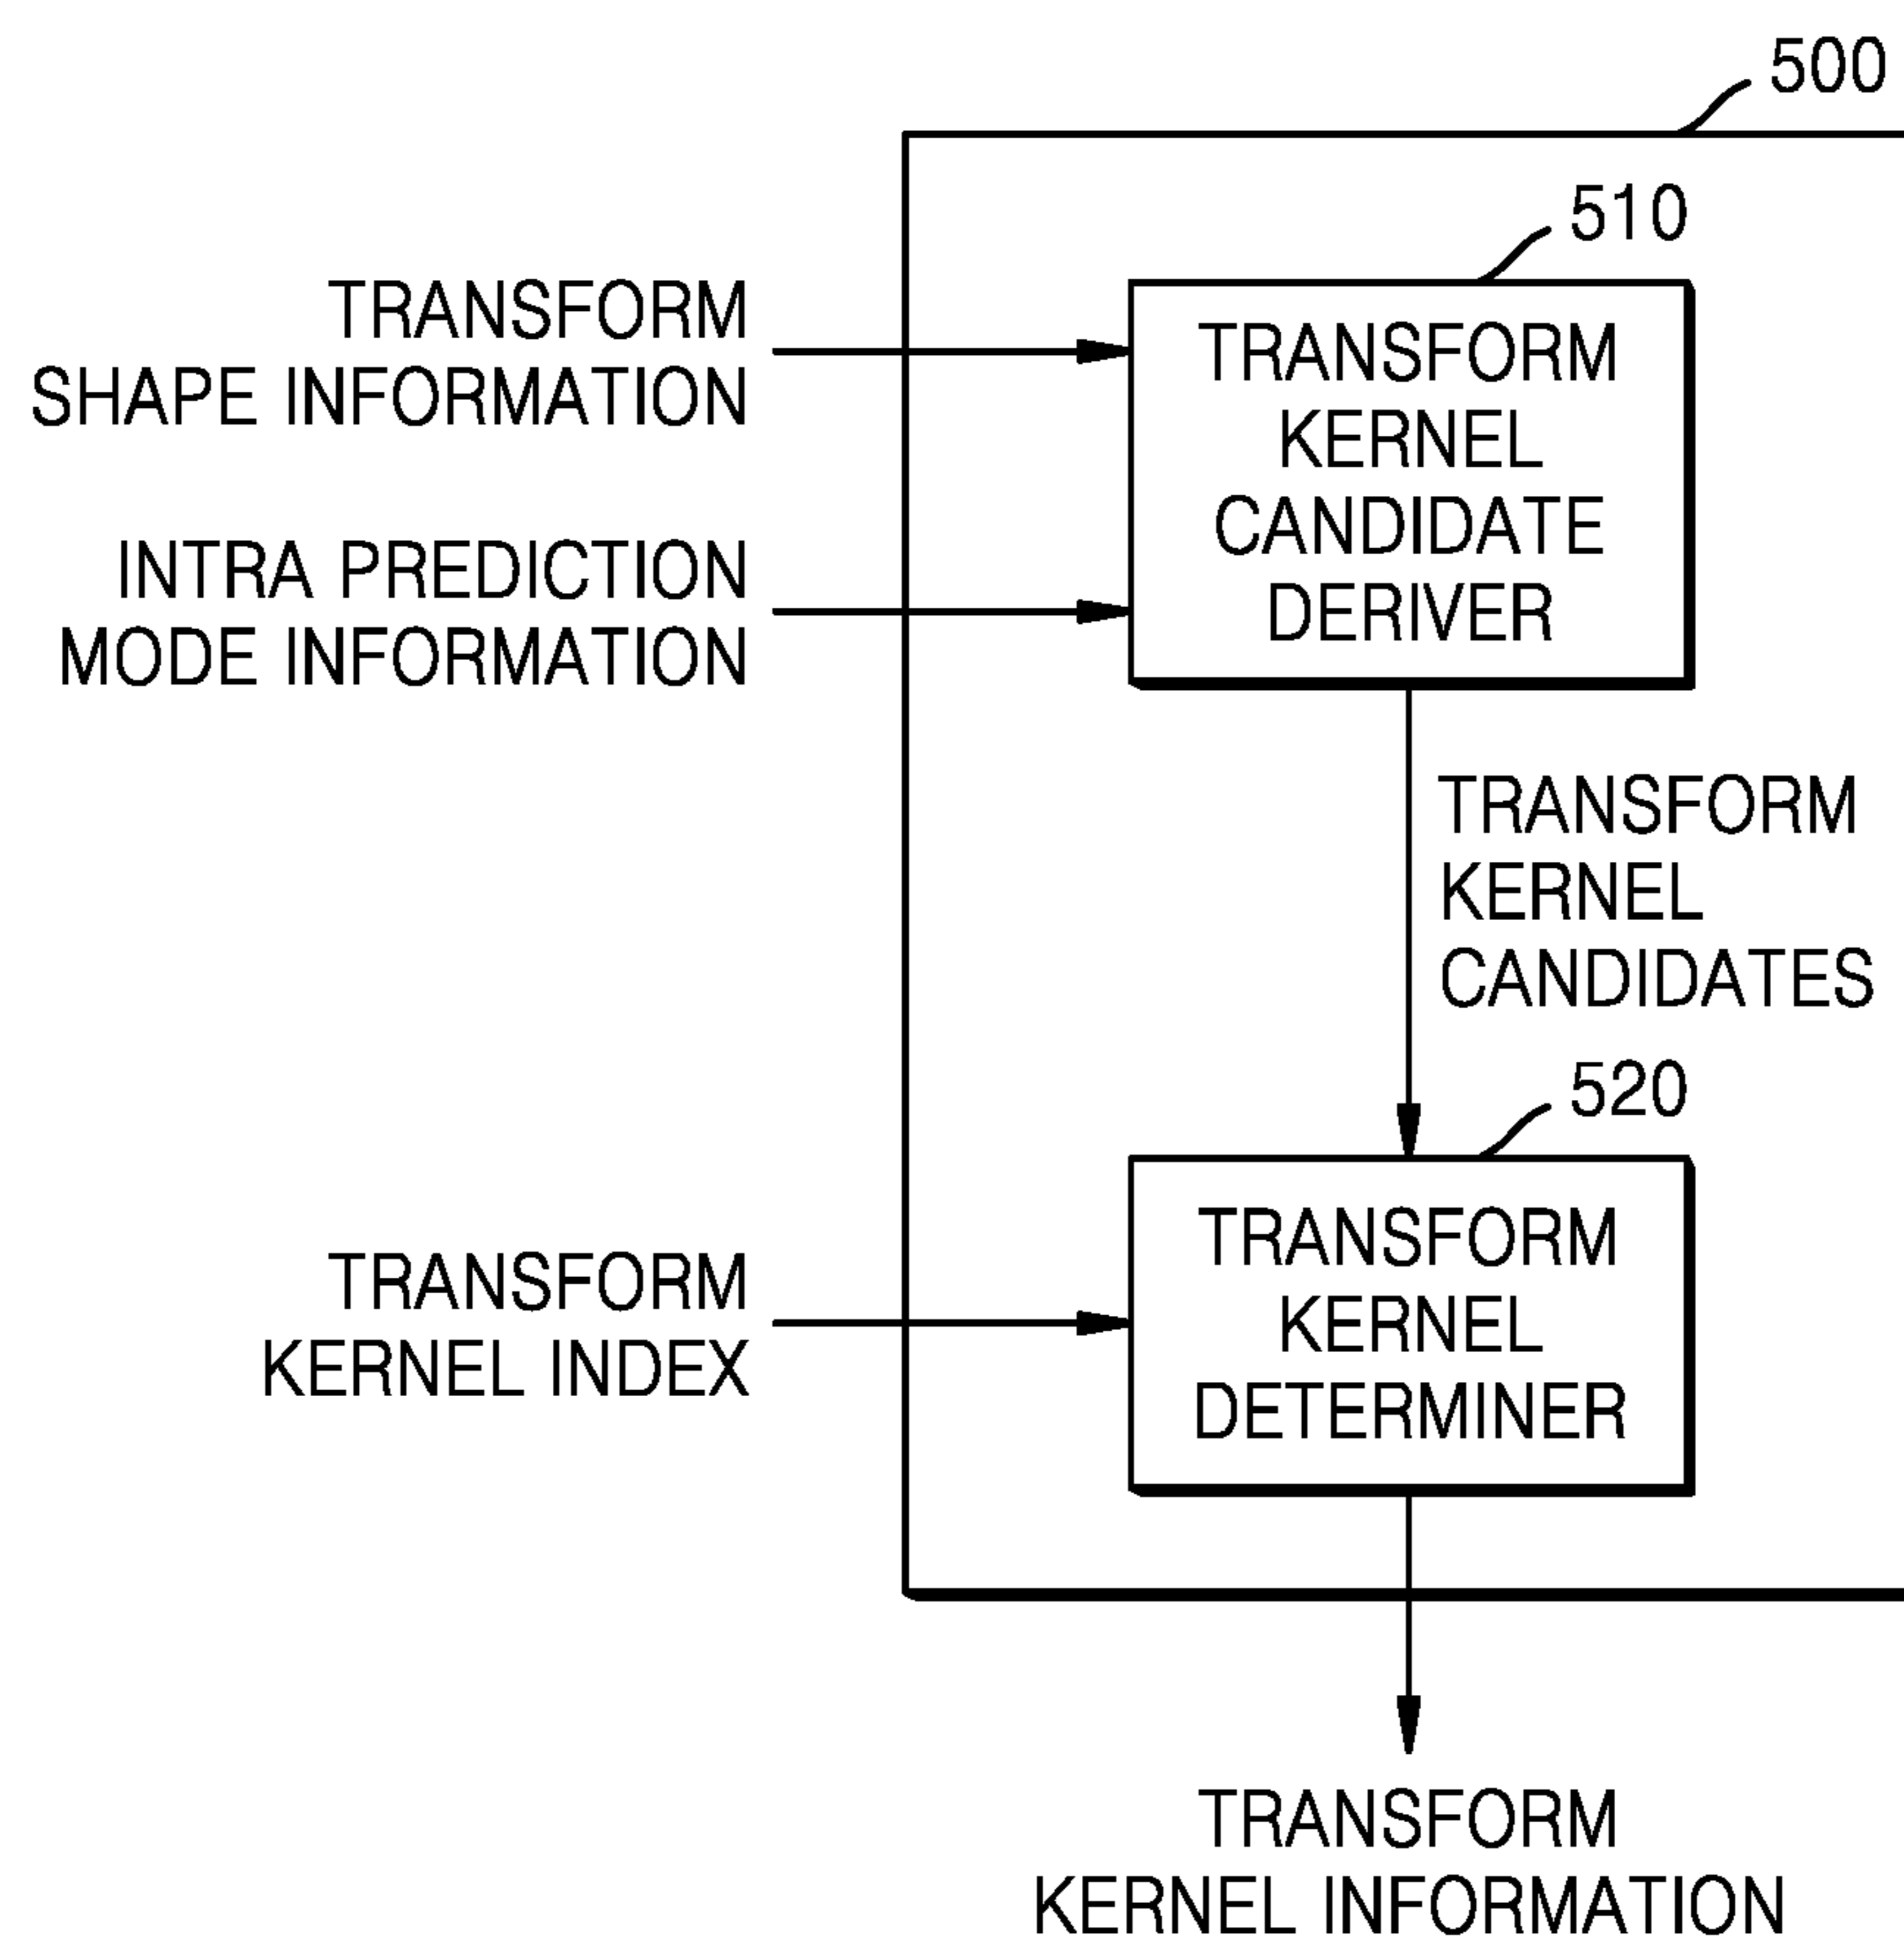 500
510
TRANSFORM
SHAPE INFORMATION
INTRA PREDICTION
MODE INFORMATION
TRANSFORM
KERNEL
CANDIDATE
DERIVER
TRANSFORM
KERNEL
CANDIDATES
520
TRANSFORM
KERNEL INDEX
TRANSFORM
KERNEL
DETERMINER
TRANSFORM
KERNEL INFORMATION